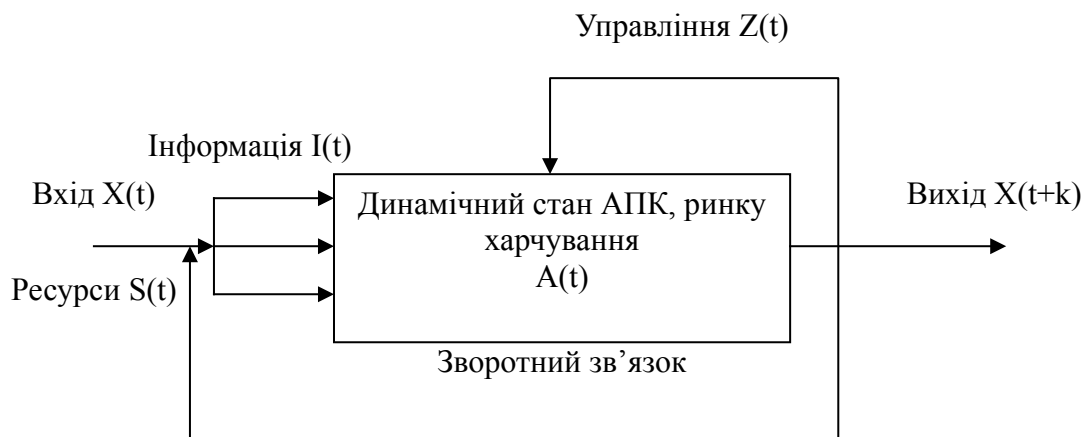 Управління Z(t)
Інформація I(t)
Вхід X(t)
Ресурси S(t)
Динамічний стан АПК, ринку
харчування
A(t)
Вихід X(t+k)
Зворотний зв’язок